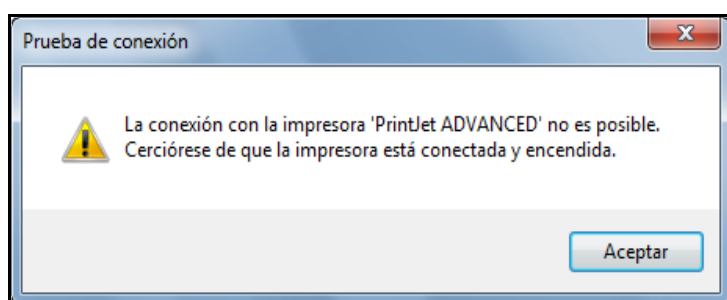 Prueba de conexión
La conexión con la impresora 'PrintJet ADVANCED' no es posible.
Cerciórese de que la impresora está conectada y encendida.
Aceptar